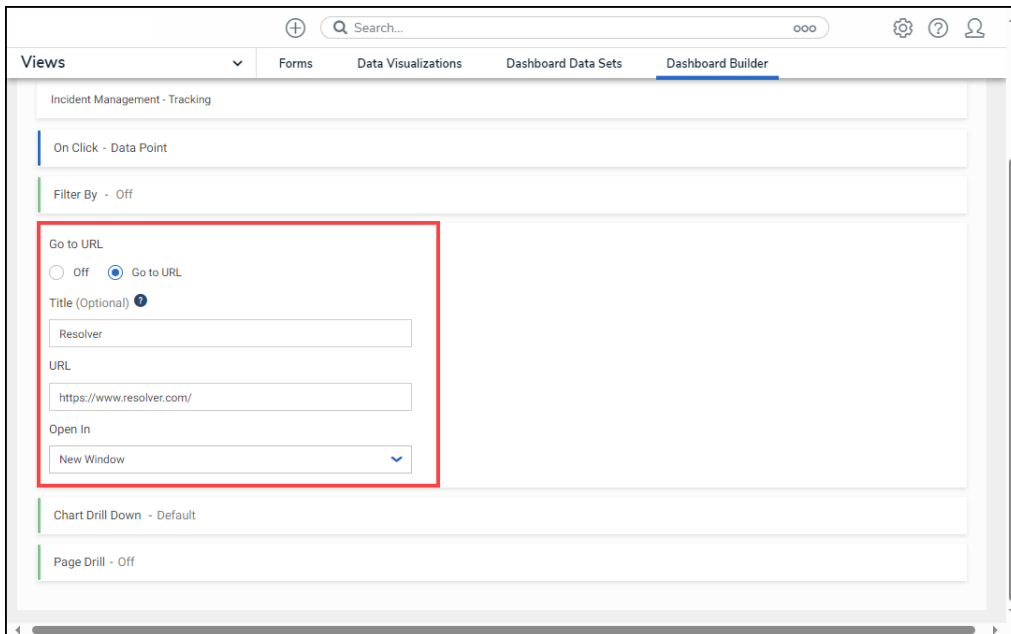 Search...
Views
Forms
Data Visualizations
Dashboard Data Sets
Dashboard Builder
Incident Management - Tracking
On Click - Data Point
Filter By - Off
Go to URL
Off
Go to URL
Title (Optional) ?
Resolver
URL
https://www.resolver.com/
Open In
New Window
Chart Drill Down - Default
Page Drill - Off